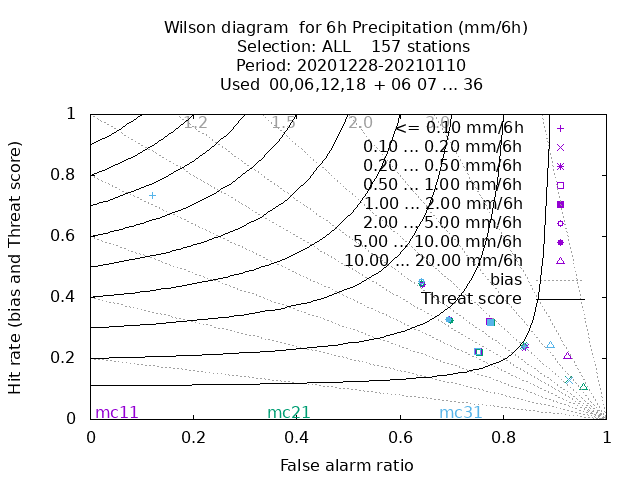 Wilson diagram for 6h Precipitation (mm/6h)
Selection: ALL 157 stations
Period: 20201228-20210110
Used 00,06,12,18 + 06 07 ... 36
1.2 1.5 2.0 3.0
<= 0.10 mm/6h
0.10 ... 0.20 mm/6h
0.20 ... 0.50 mm/6h
0.50 ... 1.00 mm/6h
1.00 ... 2.00 mm/6h
2.00 ... 5.00 mm/6h
5.00 ... 10.00 mm/6h
10.00 ... 20.00 mm/6h
bias
Threat score
Hit rate (bias and Threat score)
1
0.8
0.6
0.4
0.2
0
mc11 mc21 mc31
0 0.2 0.4 0.6 0.8 1
False alarm ratio